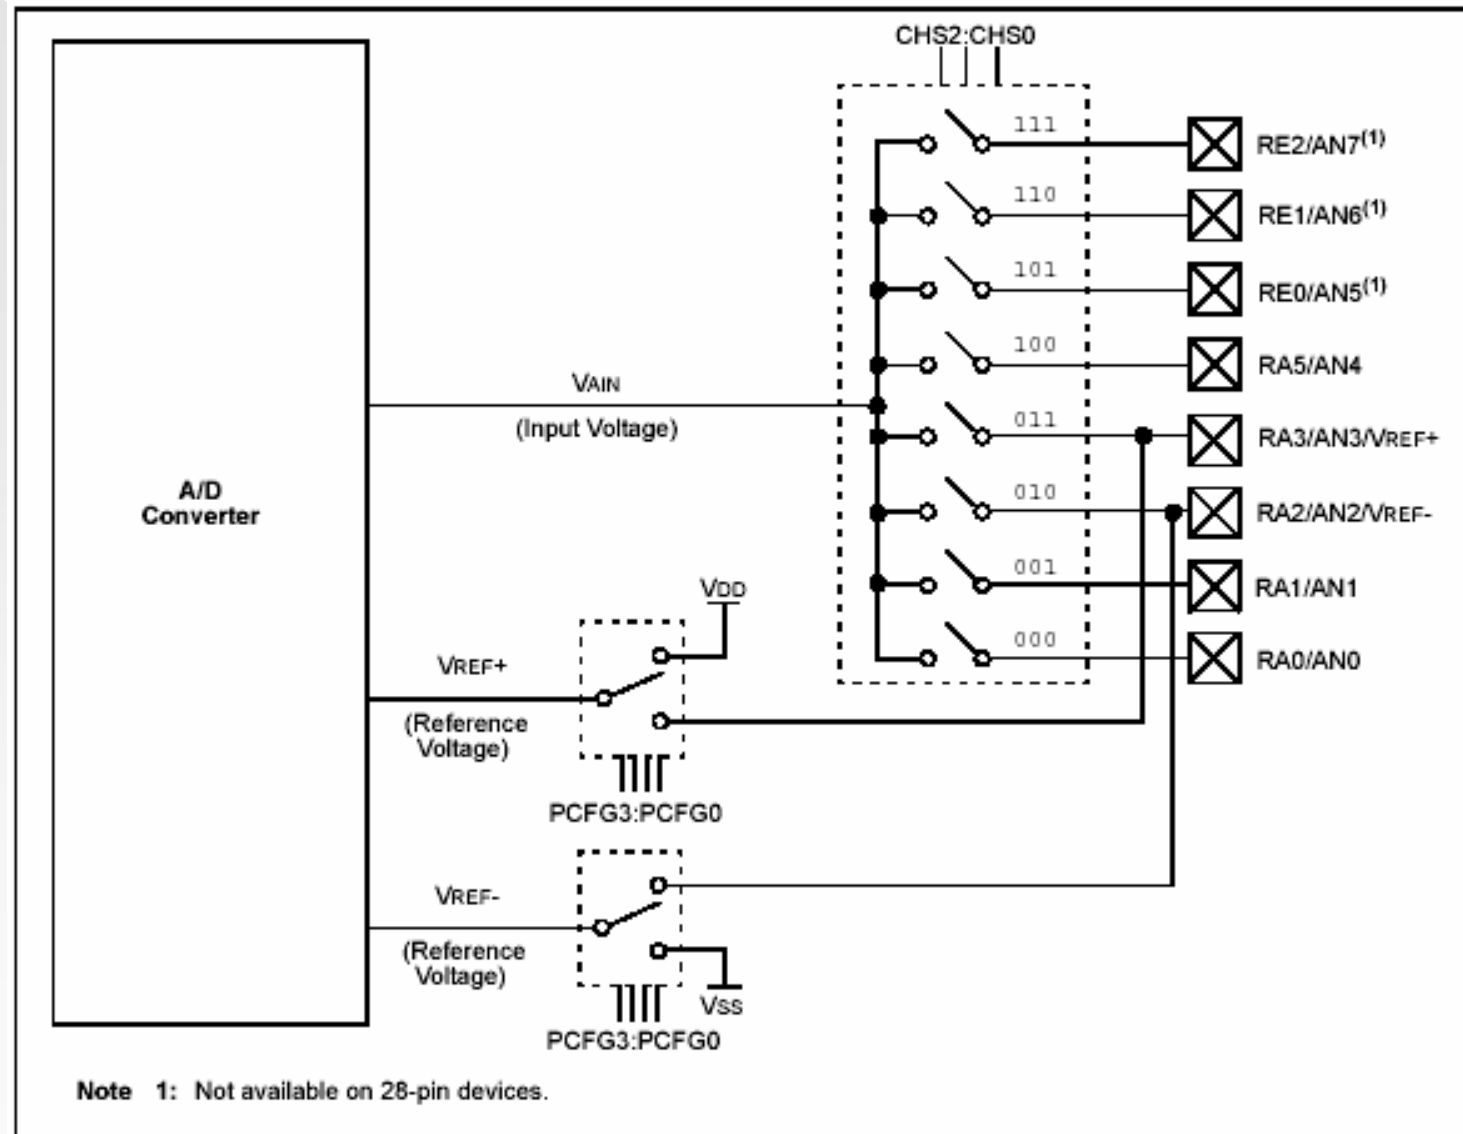 CHS2:CHS0
111
RE2/AN7(1)
110
RE1/AN6(1)
101
RE0/AN5(1)
100
RA5/AN4
VAIN
(Input Voltage)
011
RA3/AN3/VREF+
A/D
Converter
010
RA2/AN2/VREF-
001
RA1/AN1
VDD
000
RA0/AN0
VREF+
(Reference
Voltage)
PCFG3:PCFG0
VREF-
(Reference
Voltage)
VSS
PCFG3:PCFG0
Note 1: Not available on 28-pin devices.